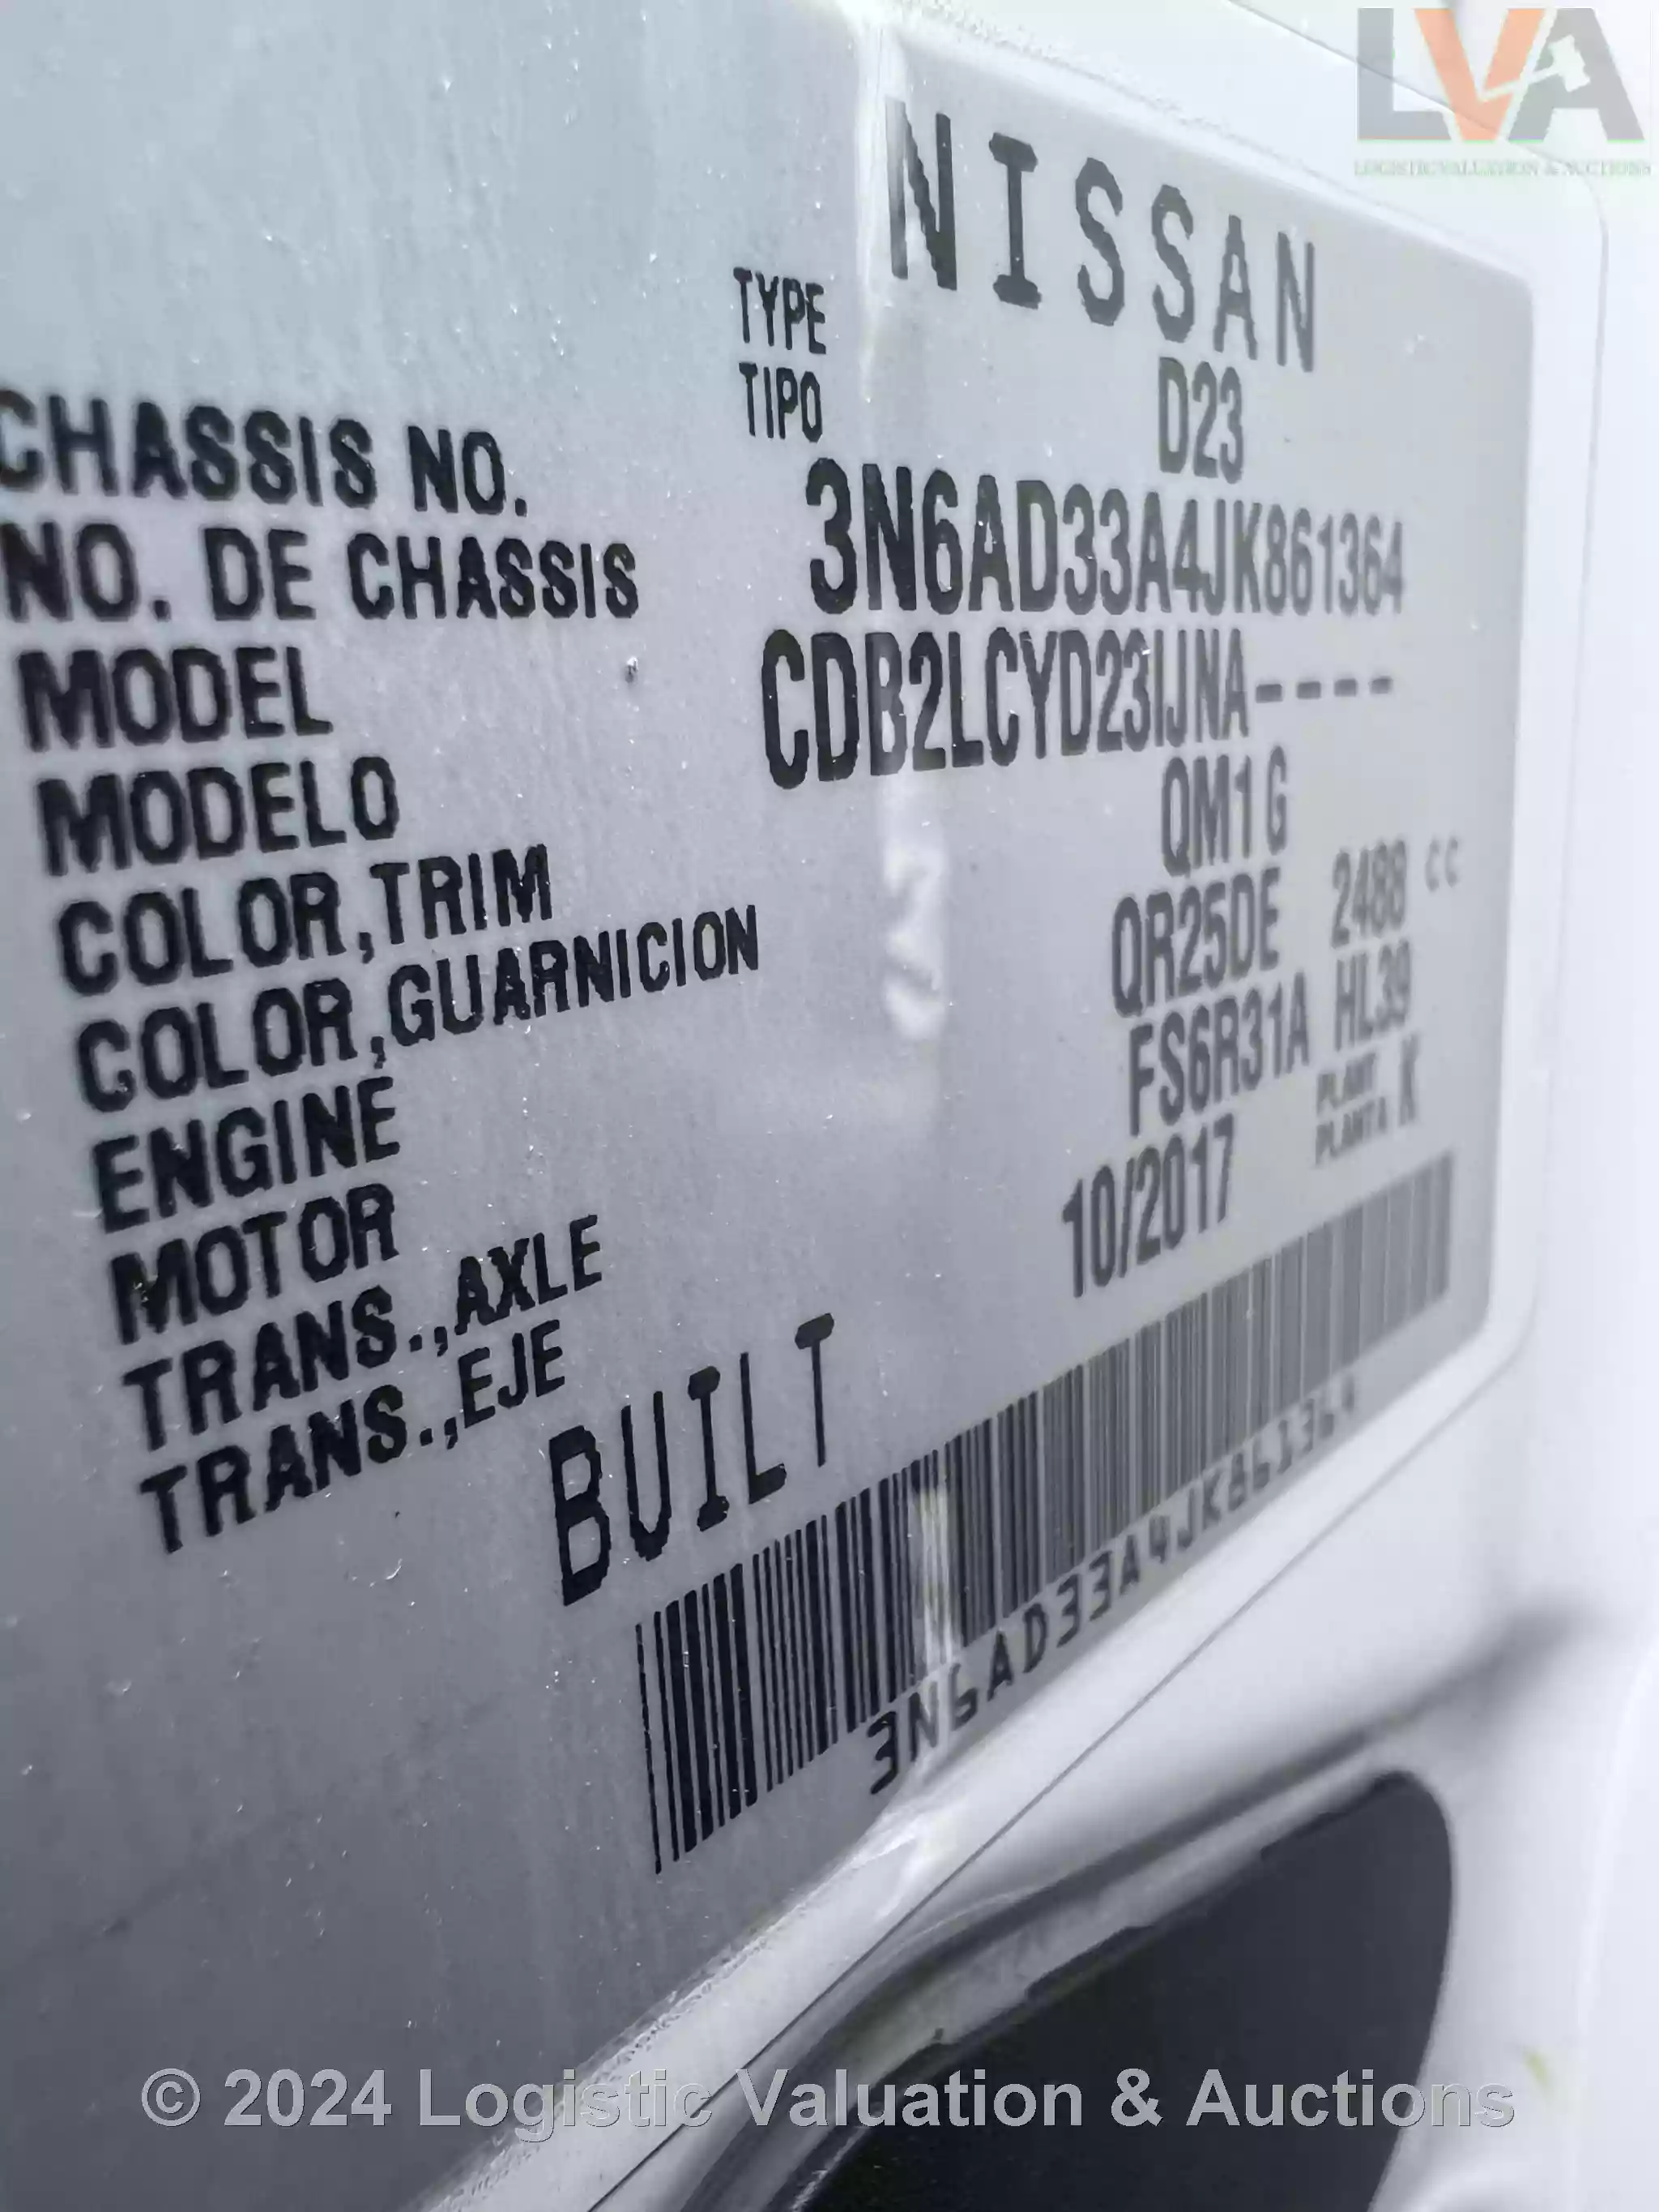 LVA
LOGISTIC VALUATION & AUCTIONS
NISSAN
TYPE
TIPO D23
CHASSIS NO.
NO. DE CHASSIS 3N6AD33A4JK861364
MODEL
MODELO CDB2LCYD23IJNA----
COLOR,TRIM
COLOR,GUARNICION QM1 G
ENGINE
MOTOR QR25DE 2488 CC
TRANS.,AXLE
TRANS.,EJE FS6R31A HL39
BUILT 10/2017 PLANT
PLANTA K
3N6AD33A4JK861364
© 2024 Logistic Valuation & Auctions